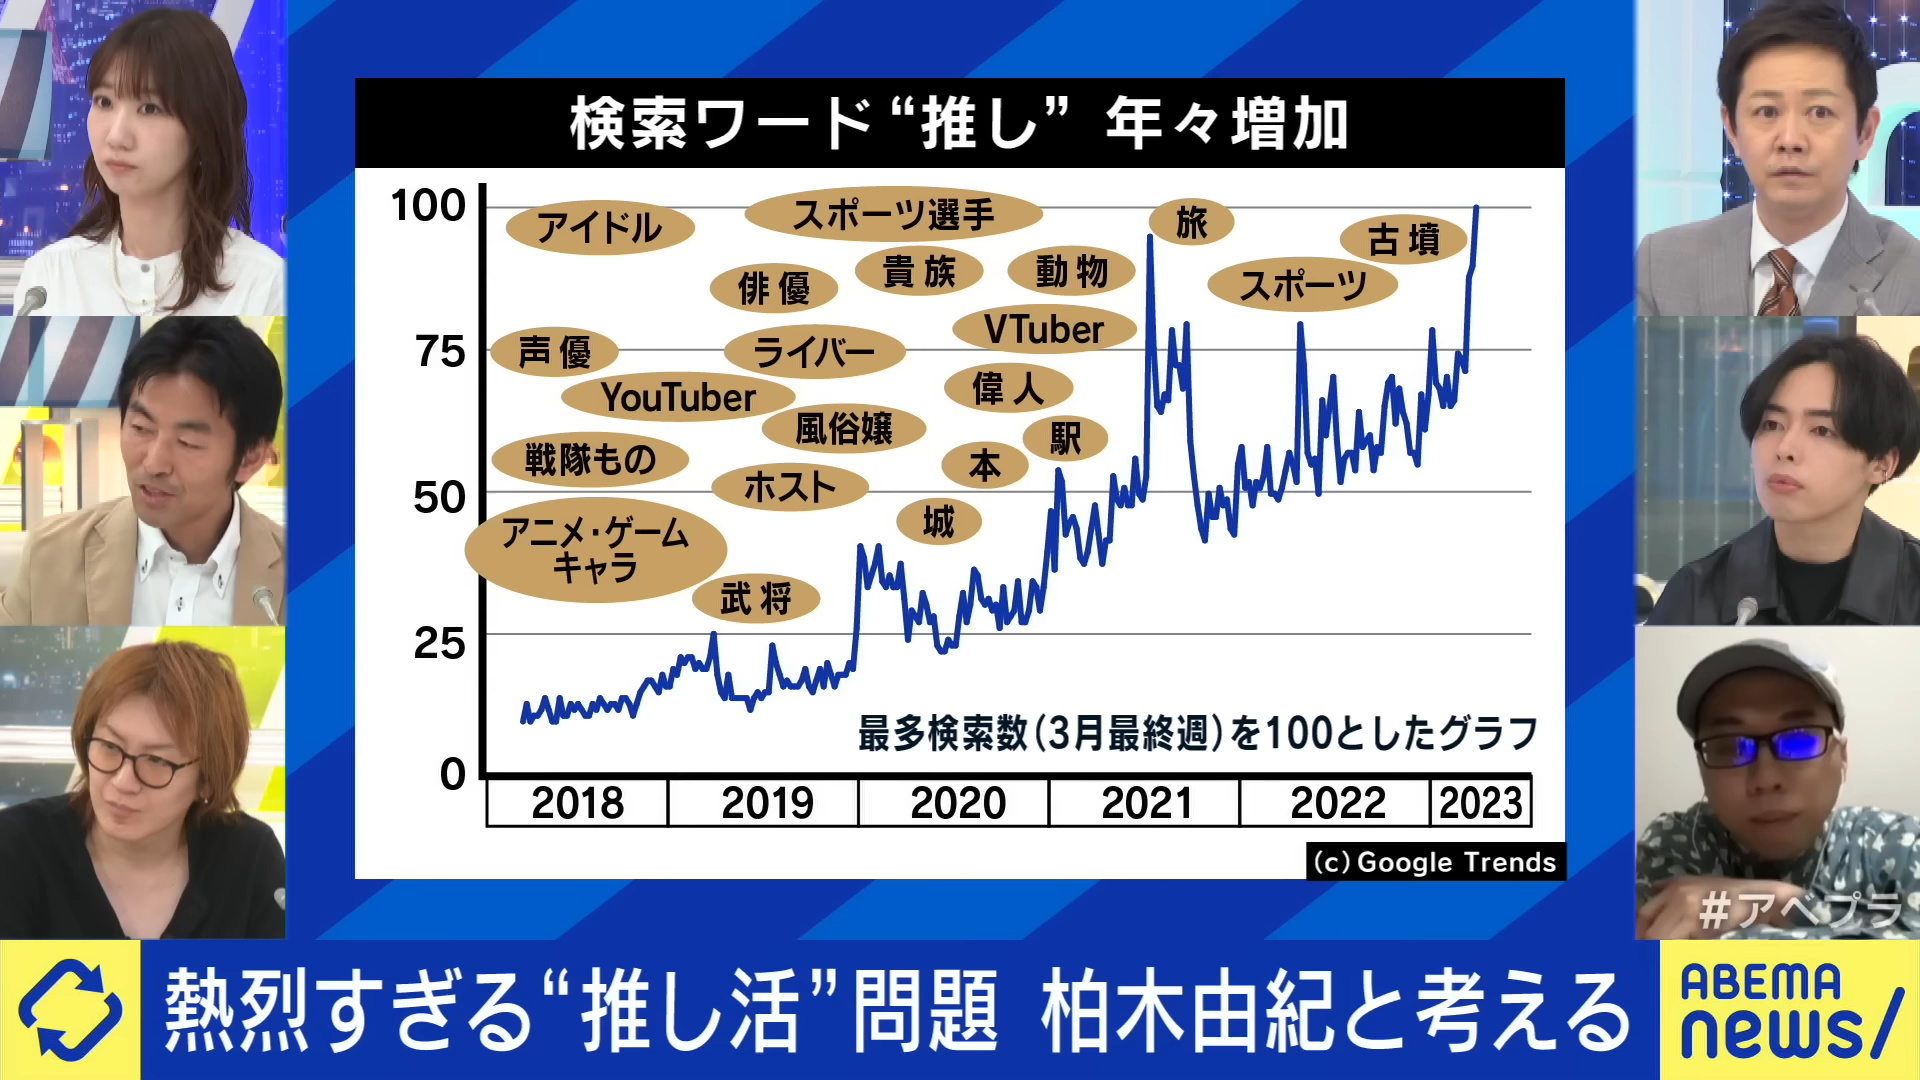 検索ワード“推し” 年々増加
100
75
50
25
0
アイドル
スポーツ選手
旅
古墳
俳優
貴族
動物
スポーツ
声優
ライバー
VTuber
YouTuber
偉人
風俗嬢
駅
戦隊もの
ホスト
本
アニメ・ゲーム
キャラ
城
武将
最多検索数(3月最終週)を100としたグラフ
2018 2019 2020 2021 2022 2023
(c)Google Trends
#アベプラ
熱烈すぎる“推し活”問題 柏木由紀と考える
ABEMA
news/